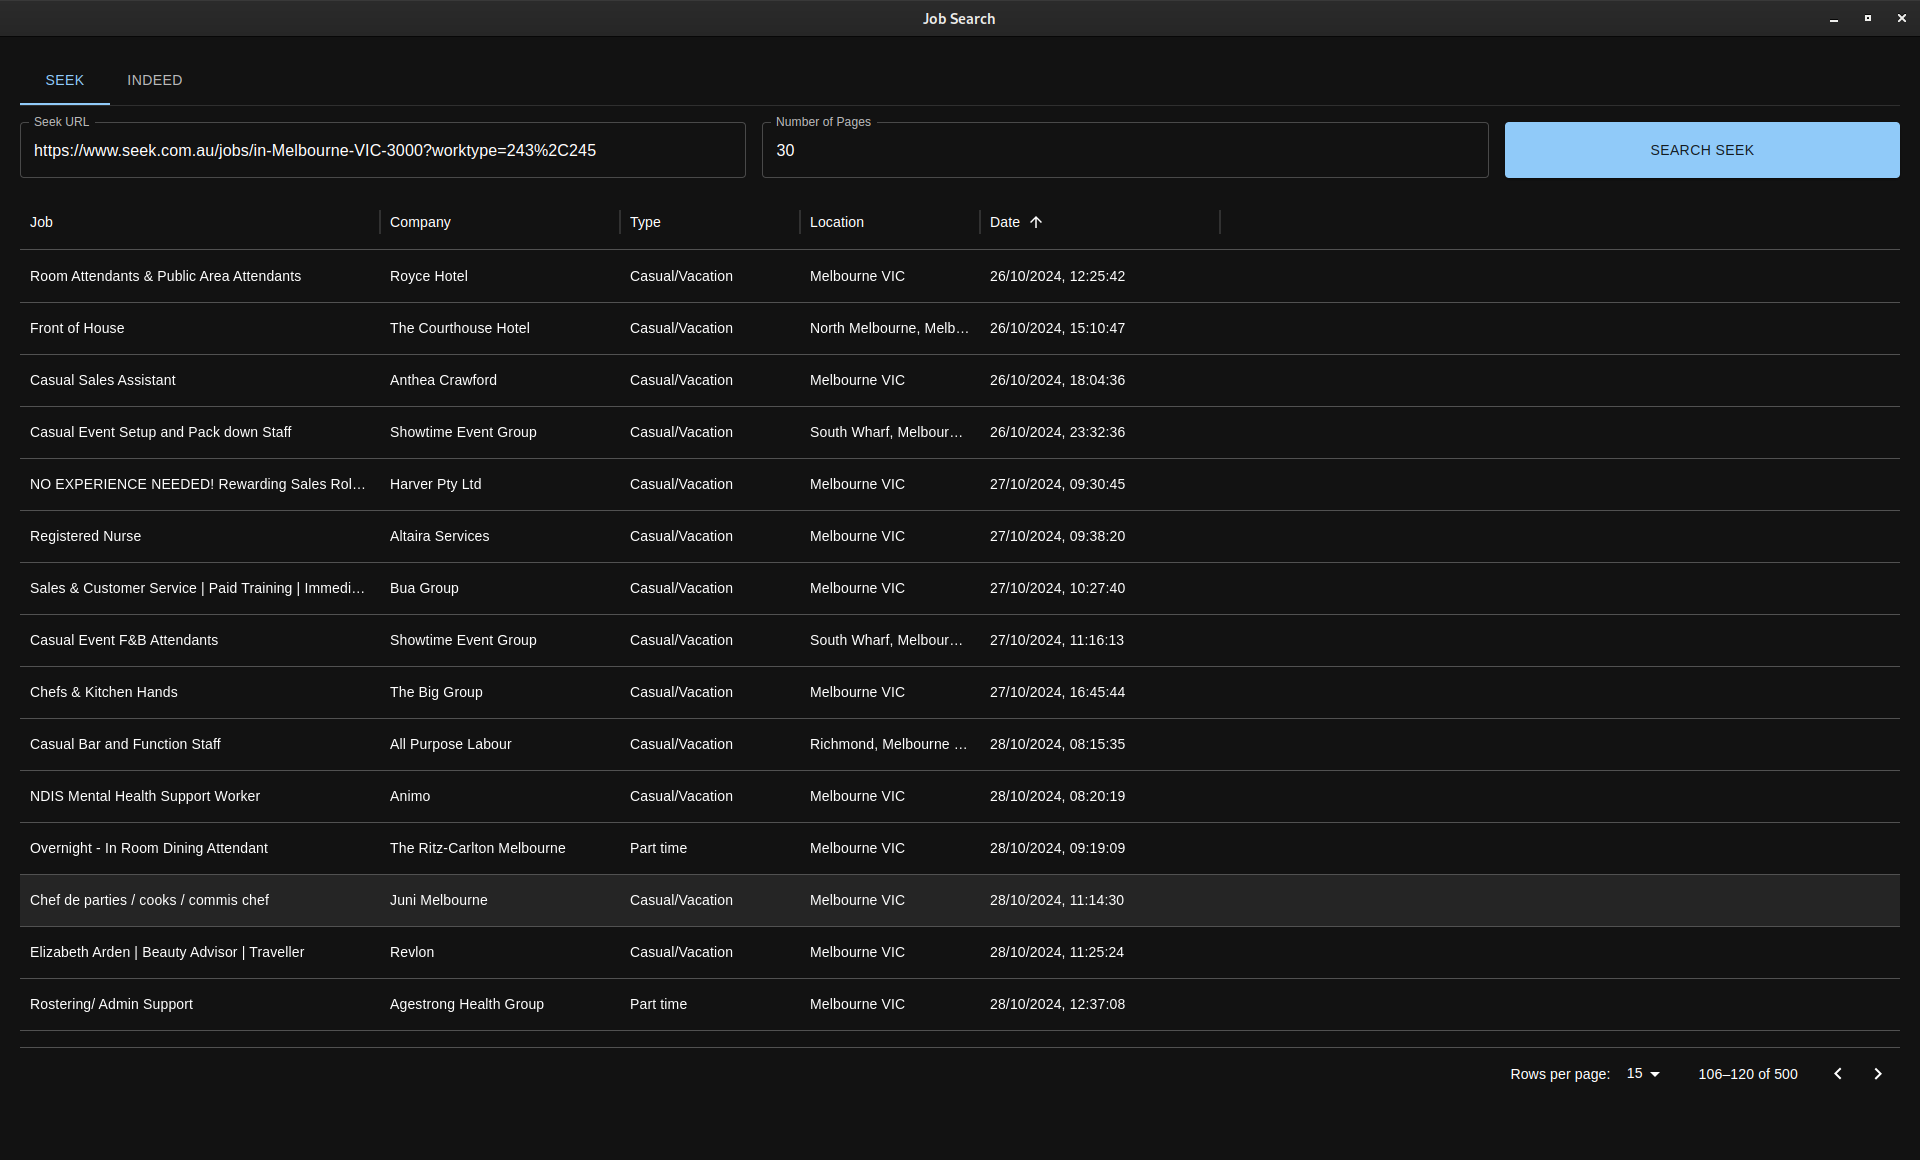 Job Search
SEEK INDEED
Seek URL Number of Pages
https://www.seek.com.au/jobs/in-Melbourne-VIC-3000?worktype=243%2C245 30 SEARCH SEEK
Job Company Type Location Date
Room Attendants & Public Area Attendants Royce Hotel Casual/Vacation Melbourne VIC 26/10/2024, 12:25:42
Front of House The Courthouse Hotel Casual/Vacation North Melbourne, Melb… 26/10/2024, 15:10:47
Casual Sales Assistant Anthea Crawford Casual/Vacation Melbourne VIC 26/10/2024, 18:04:36
Casual Event Setup and Pack down Staff Showtime Event Group Casual/Vacation South Wharf, Melbour… 26/10/2024, 23:32:36
NO EXPERIENCE NEEDED! Rewarding Sales Rol… Harver Pty Ltd Casual/Vacation Melbourne VIC 27/10/2024, 09:30:45
Registered Nurse Altaira Services Casual/Vacation Melbourne VIC 27/10/2024, 09:38:20
Sales & Customer Service | Paid Training | Immedi… Bua Group Casual/Vacation Melbourne VIC 27/10/2024, 10:27:40
Casual Event F&B Attendants Showtime Event Group Casual/Vacation South Wharf, Melbour… 27/10/2024, 11:16:13
Chefs & Kitchen Hands The Big Group Casual/Vacation Melbourne VIC 27/10/2024, 16:45:44
Casual Bar and Function Staff All Purpose Labour Casual/Vacation Richmond, Melbourne … 28/10/2024, 08:15:35
NDIS Mental Health Support Worker Animo Casual/Vacation Melbourne VIC 28/10/2024, 08:20:19
Overnight - In Room Dining Attendant The Ritz-Carlton Melbourne Part time Melbourne VIC 28/10/2024, 09:19:09
Chef de parties / cooks / commis chef Juni Melbourne Casual/Vacation Melbourne VIC 28/10/2024, 11:14:30
Elizabeth Arden | Beauty Advisor | Traveller Revlon Casual/Vacation Melbourne VIC 28/10/2024, 11:25:24
Rostering/ Admin Support Agestrong Health Group Part time Melbourne VIC 28/10/2024, 12:37:08
Rows per page: 15 106–120 of 500